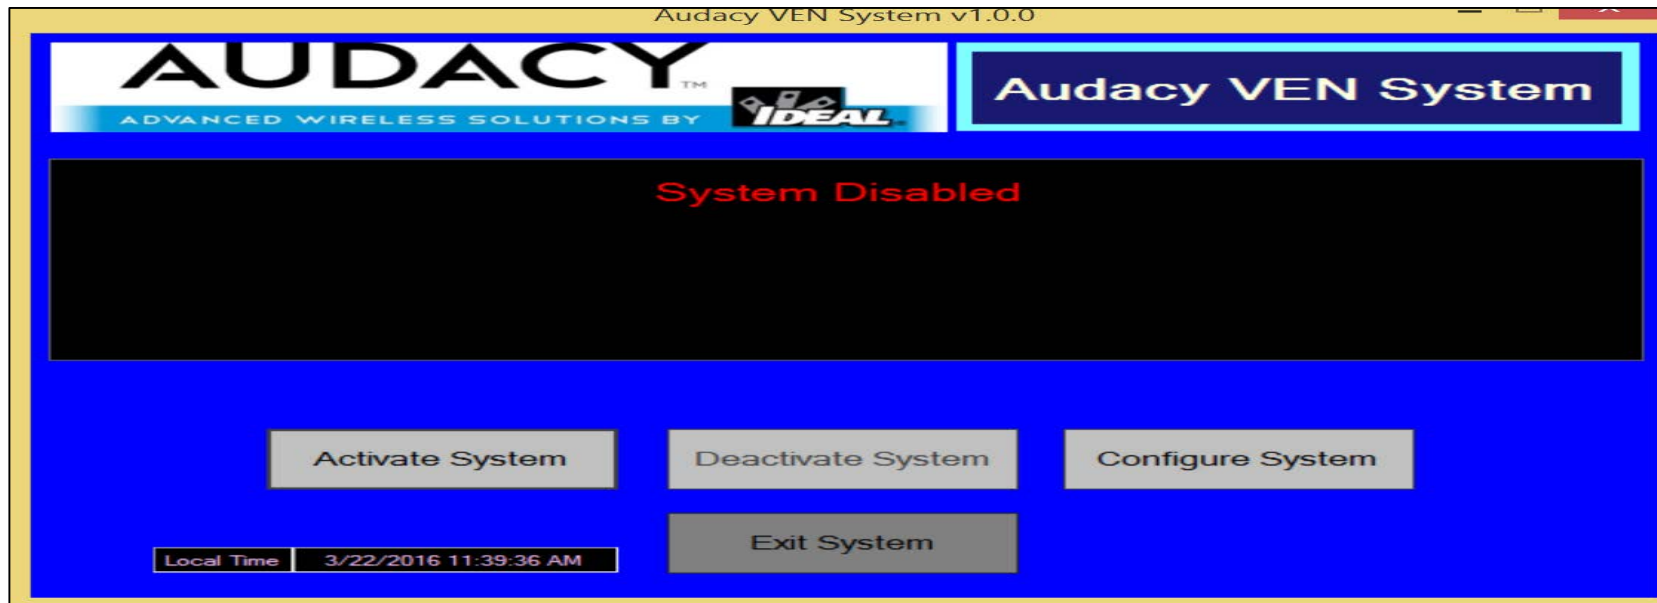 Audacy VEN System v1.0.0
AUDACY™
ADVANCED WIRELESS SOLUTIONS BY IDEAL.
Audacy VEN System
System Disabled
Activate System
Deactivate System
Configure System
Exit System
Local Time 3/22/2016 11:39:36 AM